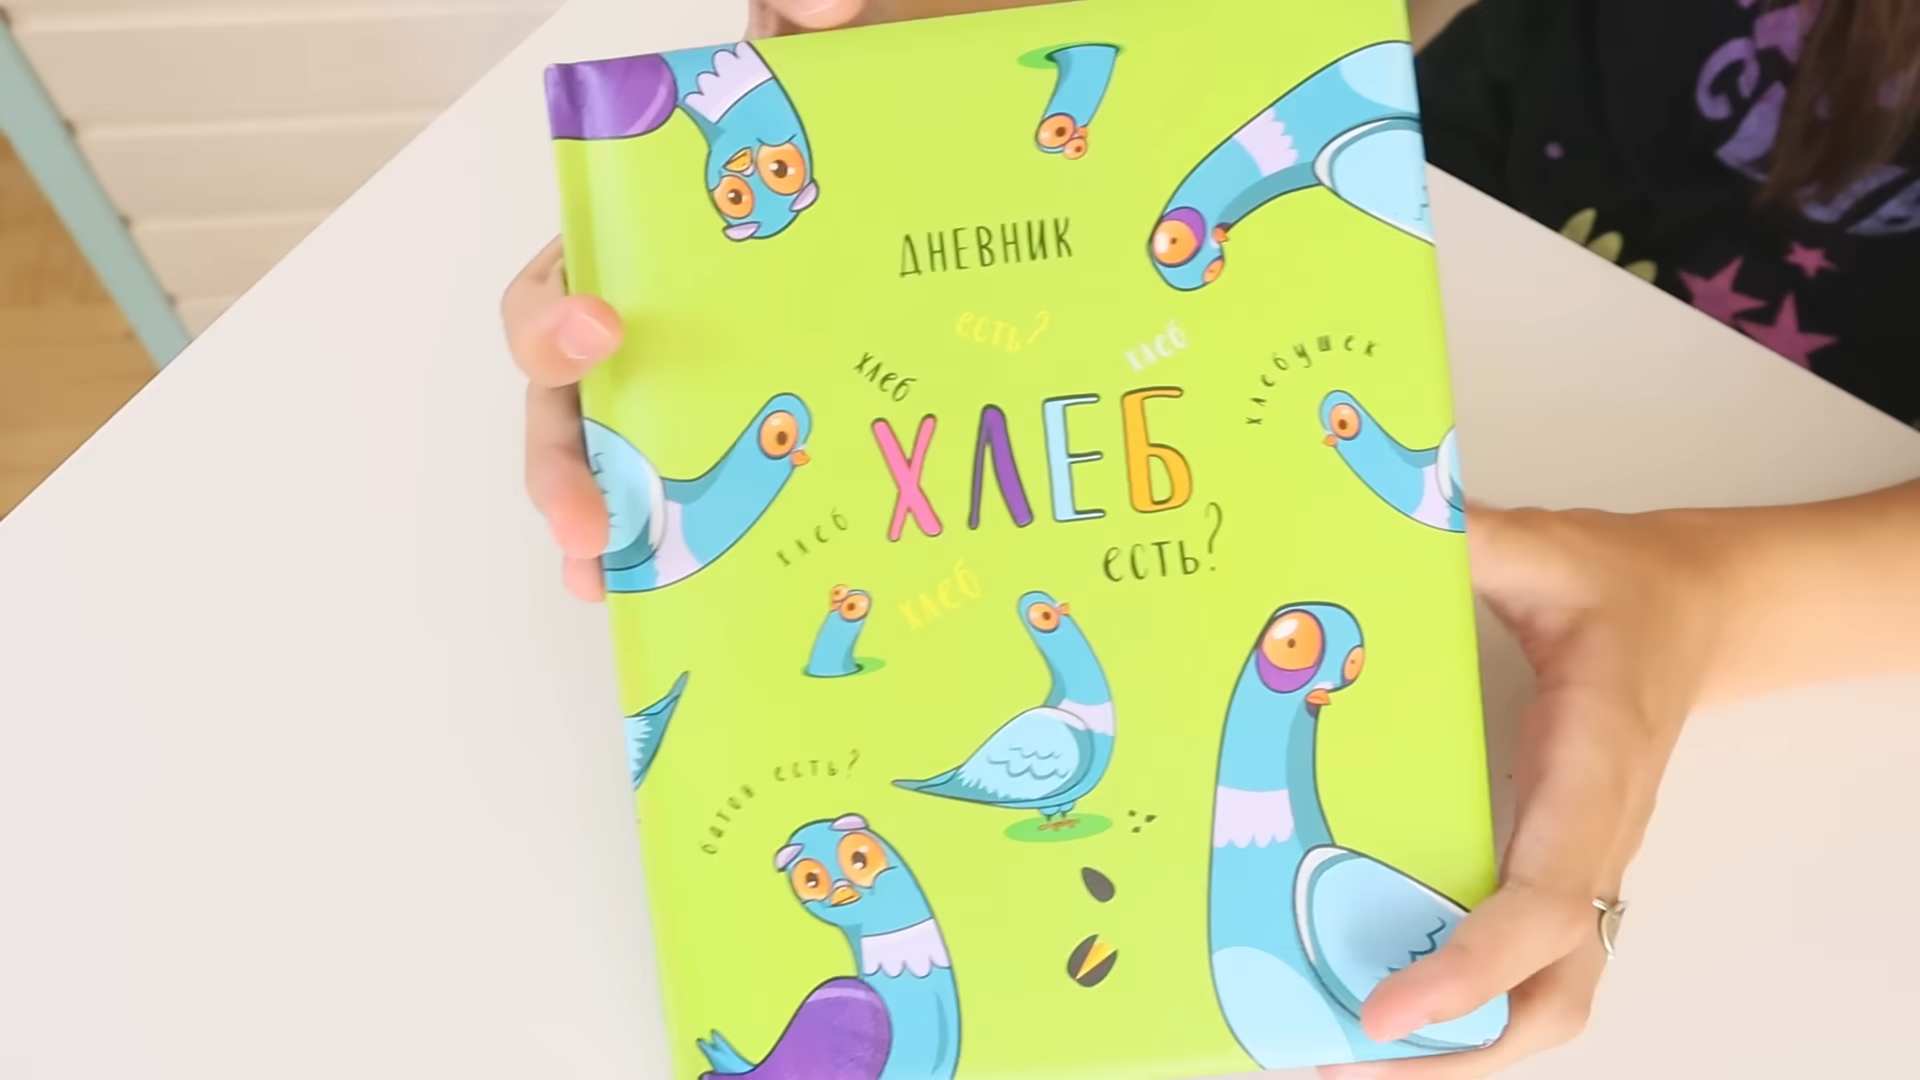 ДНЕВНИК
есть?
хлеб
хлеб
хлебушек
ХЛЕБ
есть?
хлеб
хлеб
батон есть?